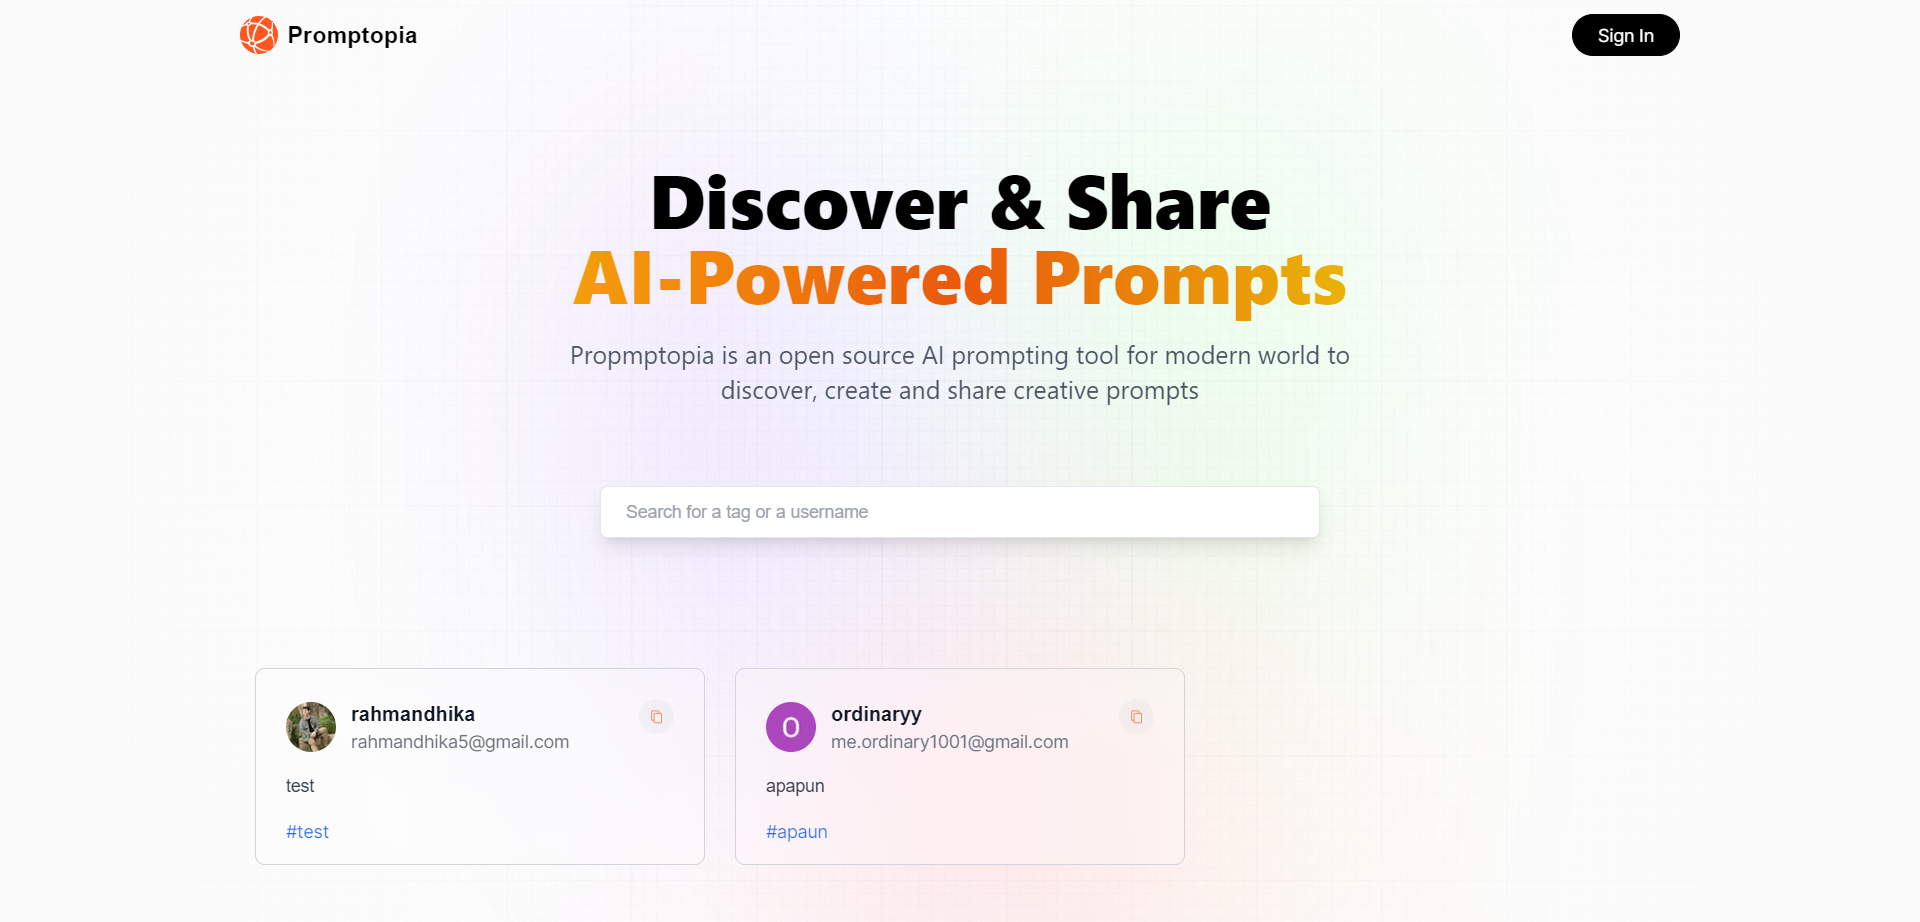 Promptopia
Sign In
Discover & Share
AI-Powered Prompts
Propmptopia is an open source AI prompting tool for modern world to
discover, create and share creative prompts
Search for a tag or a username
rahmandhika
rahmandhika5@gmail.com
test
#test
O
ordinaryy
me.ordinary1001@gmail.com
apapun
#apaun